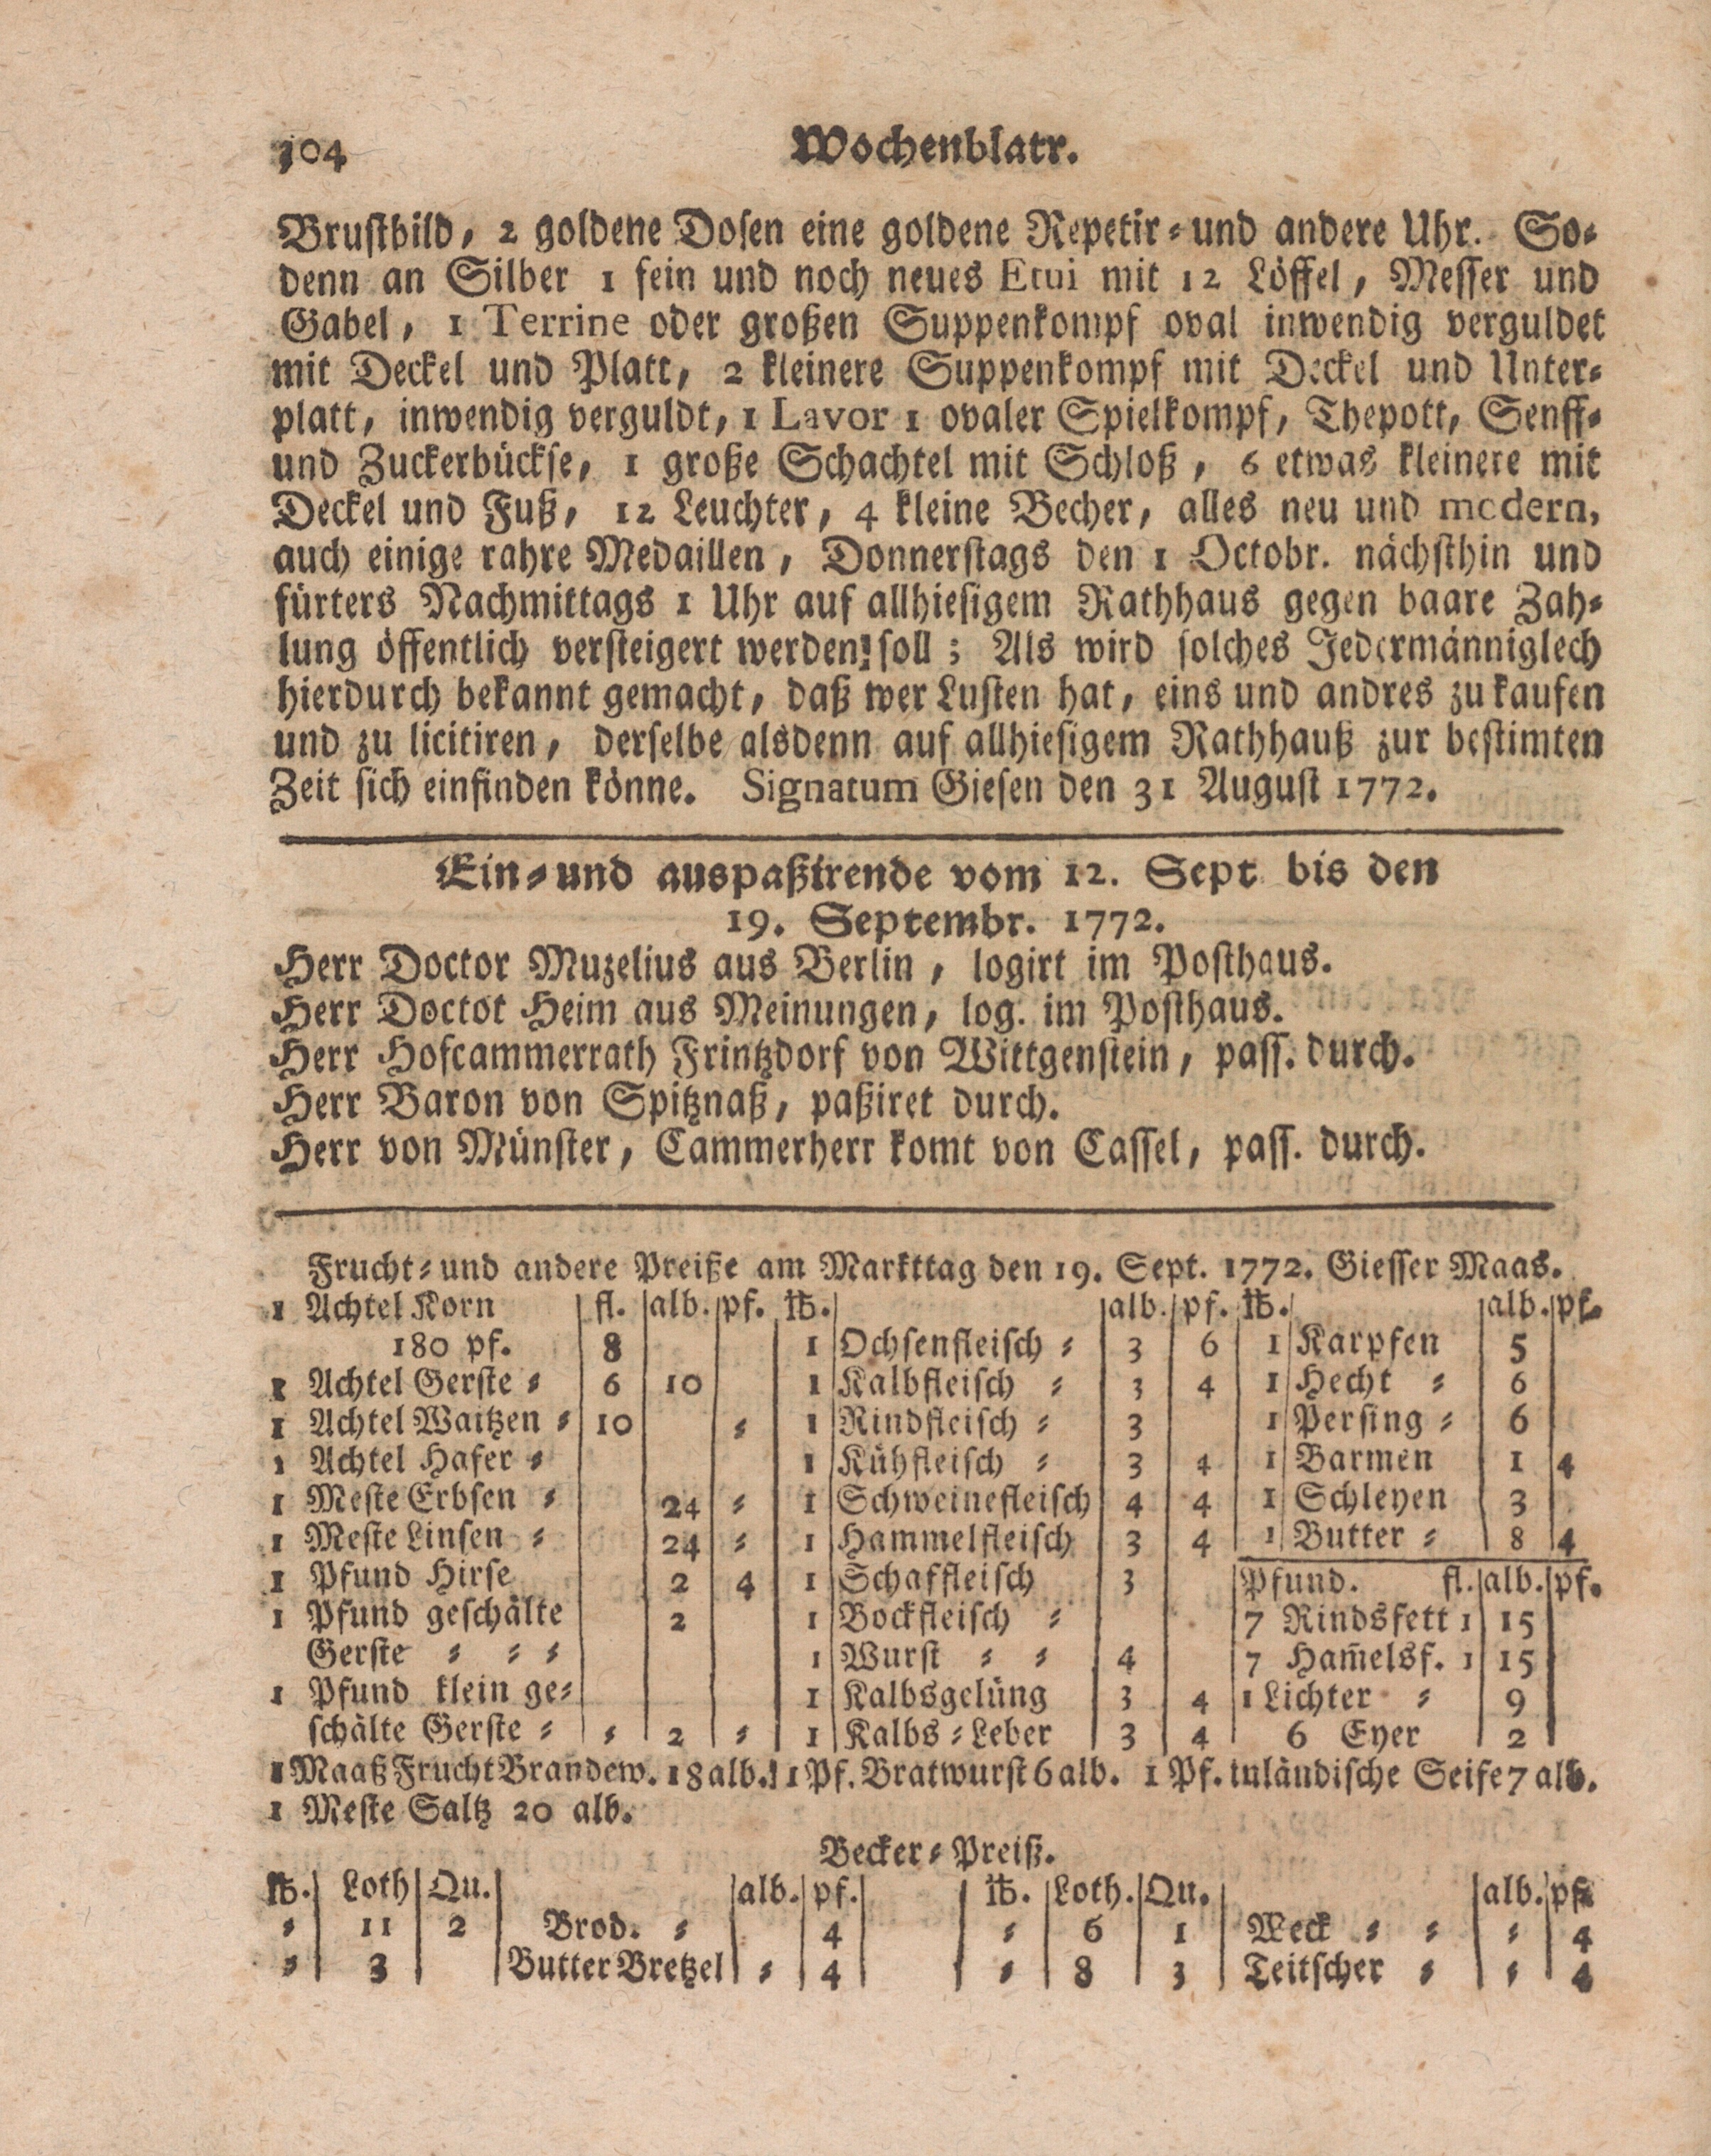 104 Wochenblatr.
Brustbild, 2 goldene Dosen eine goldene Repetir- und andere Uhr. So-
denn an Silber 1 fein und noch neues Etui mit 12 Löffel, Messer und
Gabel, 1 Terrine oder großen Suppenkompf oval inwendig verguldet
mit Deckel und Platt, 2 kleinere Suppenkompf mit Deckel und Unter-
platt, inwendig verguldt, 1 Lavor 1 ovaler Spielkompf, Thepott, Senff-
und Zuckerbückse, 1 große Schachtel mit Schloß, 6 etwas kleinere mit
Deckel und Fuß, 12 Leuchter, 4 kleine Becher, alles neu und modern,
auch einige rahre Medaillen, Donnerstags den 1 Octobr. nächsthin und
fürters Nachmittags 1 Uhr auf allhiesigem Rathhaus gegen baare Zah-
lung öffentlich versteigert werden soll; Als wird solches Jedermänniglech
hierdurch bekannt gemacht, daß wer Lusten hat, eins und andres zu kaufen
und zu licitiren, derselbe alsdenn auf allhiesigem Rathhauß zur bestimten
Zeit sich einfinden könne. Signatum Giesen den 31 August 1772.
Ein- und auspaßirende vom 12. Sept bis den
19. Septembr. 1772.
Herr Doctor Muzelius aus Berlin, logirt im Posthaus.
Herr Doctot Heim aus Meinungen, log. im Posthaus.
Herr Hofcammerrath Frintzdorf von Wittgenstein, pass. durch.
Herr Baron von Spitznaß, paßiret durch.
Herr von Münster, Cammerherr komt von Cassel, pass. durch.
Frucht- und andere Preiße am Markttag den 19. Sept. 1772. Giesser Maas.
1 Achtel Korn fl. alb. pf. ℔. alb. pf. ℔. alb. pf.
180 pf. 8 1 Ochsenfleisch - 3 6 1 Karpfen 5
1 Achtel Gerste - 6 10 1 Kalbfleisch - 3 4 1 Hecht - 6
1 Achtel Waitzen - 10 - 1 Rindfleisch - 3 1 Persing - 6
1 Achtel Hafer - 1 Kühfleisch - 3 4 1 Barmen 1 4
1 Meste Erbsen - 24 - 1 Schweinefleisch 4 4 1 Schleyen 3
1 Meste Linsen - 24 - 1 Hammelfleisch 3 4 1 Butter - 8 4
1 Pfund Hirse 2 4 1 Schaffleisch 3 Pfund. fl. alb. pf.
1 Pfund geschälte 2 1 Bockfleisch - 7 Rindsfett 1 15
Gerste - - - 1 Wurst - - 4 7 Ham̅elsf. 1 15
1 Pfund klein ge- 1 Kalbsgelüng 3 4 1 Lichter - 9
schälte Gerste - - 2 - 1 Kalbs-Leber 3 4 6 Eyer 2
1 Maaß Frucht Brandew. 18 alb. 1 Pf. Bratwurst 6 alb. 1 Pf. inländische Seife 7 alb.
1 Meste Saltz 20 alb.
Becker-Preiß.
℔. Loth Qu. alb. pf. ℔. Loth. Qu. alb. pf.
- 11 2 Brod. - 4 - 6 1 Weck - - - 4
- 3 Butter Bretzel - 4 - 8 3 Teitscher - - 4